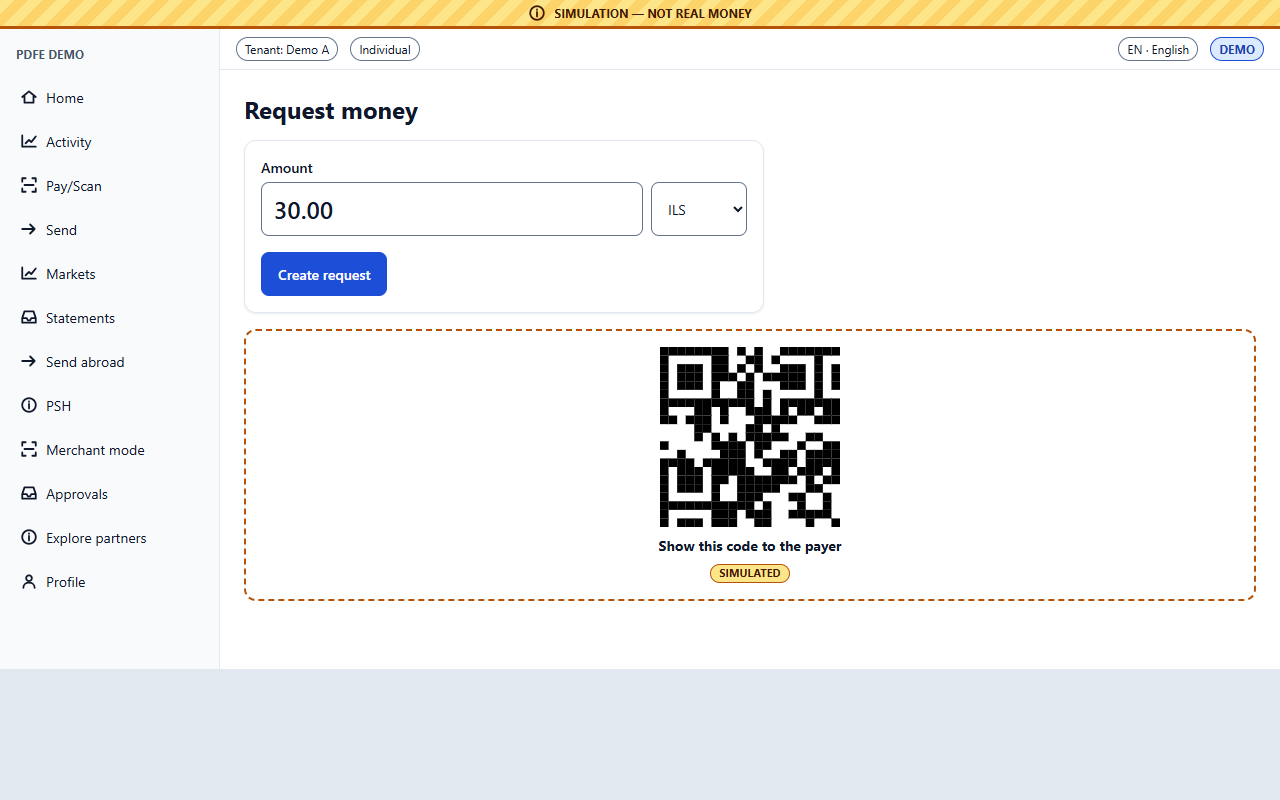 SIMULATION — NOT REAL MONEY
PDFE DEMO
Tenant: Demo A
Individual
EN · English
DEMO
Home
Activity
Pay/Scan
Send
Markets
Statements
Send abroad
PSH
Merchant mode
Approvals
Explore partners
Profile
Request money
Amount
30.00
ILS
Create request
Show this code to the payer
SIMULATED